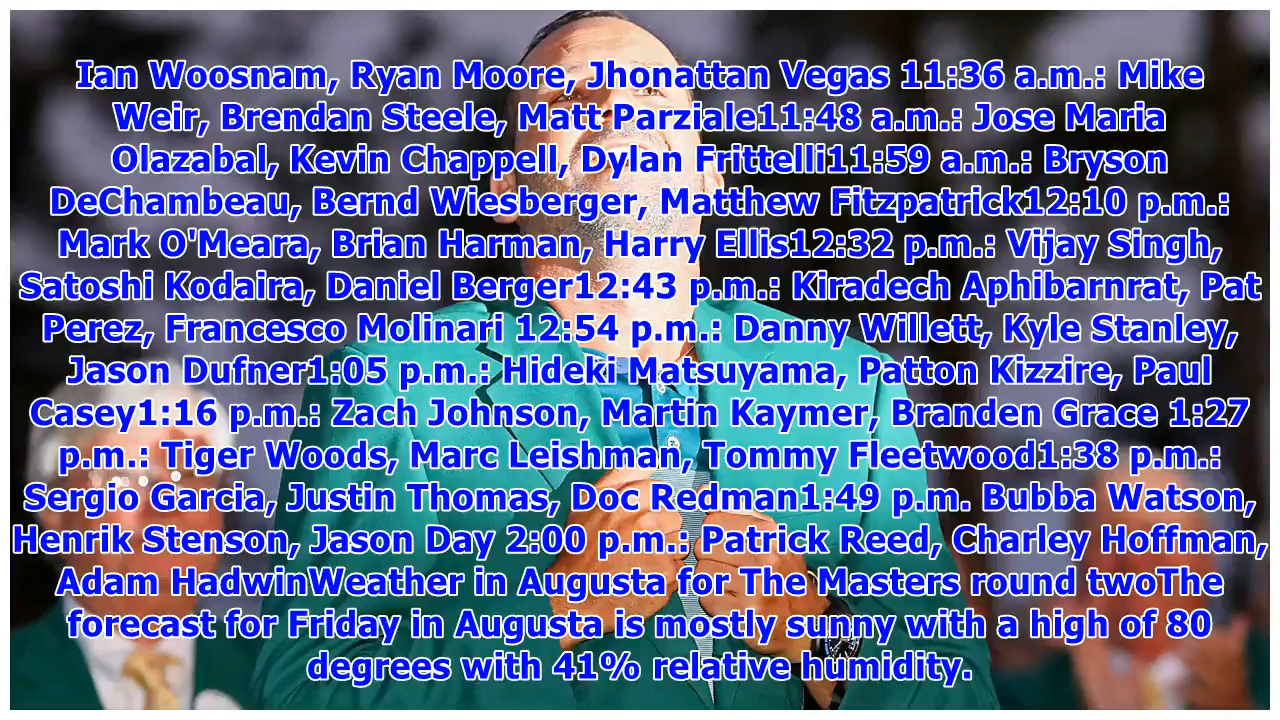 Ian Woosnam, Ryan Moore, Jhonattan Vegas 11:36 a.m.: Mike
Weir, Brendan Steele, Matt Parziale11:48 a.m.: Jose Maria
Olazabal, Kevin Chappell, Dylan Frittelli11:59 a.m.: Bryson
DeChambeau, Bernd Wiesberger, Matthew Fitzpatrick12:10 p.m.:
Mark O'Meara, Brian Harman, Harry Ellis12:32 p.m.: Vijay Singh,
Satoshi Kodaira, Daniel Berger12:43 p.m.: Kiradech Aphibarnrat, Pat
Perez, Francesco Molinari 12:54 p.m.: Danny Willett, Kyle Stanley,
Jason Dufner1:05 p.m.: Hideki Matsuyama, Patton Kizzire, Paul
Casey1:16 p.m.: Zach Johnson, Martin Kaymer, Branden Grace 1:27
p.m.: Tiger Woods, Marc Leishman, Tommy Fleetwood1:38 p.m.:
Sergio Garcia, Justin Thomas, Doc Redman1:49 p.m. Bubba Watson,
Henrik Stenson, Jason Day 2:00 p.m.: Patrick Reed, Charley Hoffman,
Adam HadwinWeather in Augusta for The Masters round twoThe
forecast for Friday in Augusta is mostly sunny with a high of 80
degrees with 41% relative humidity.